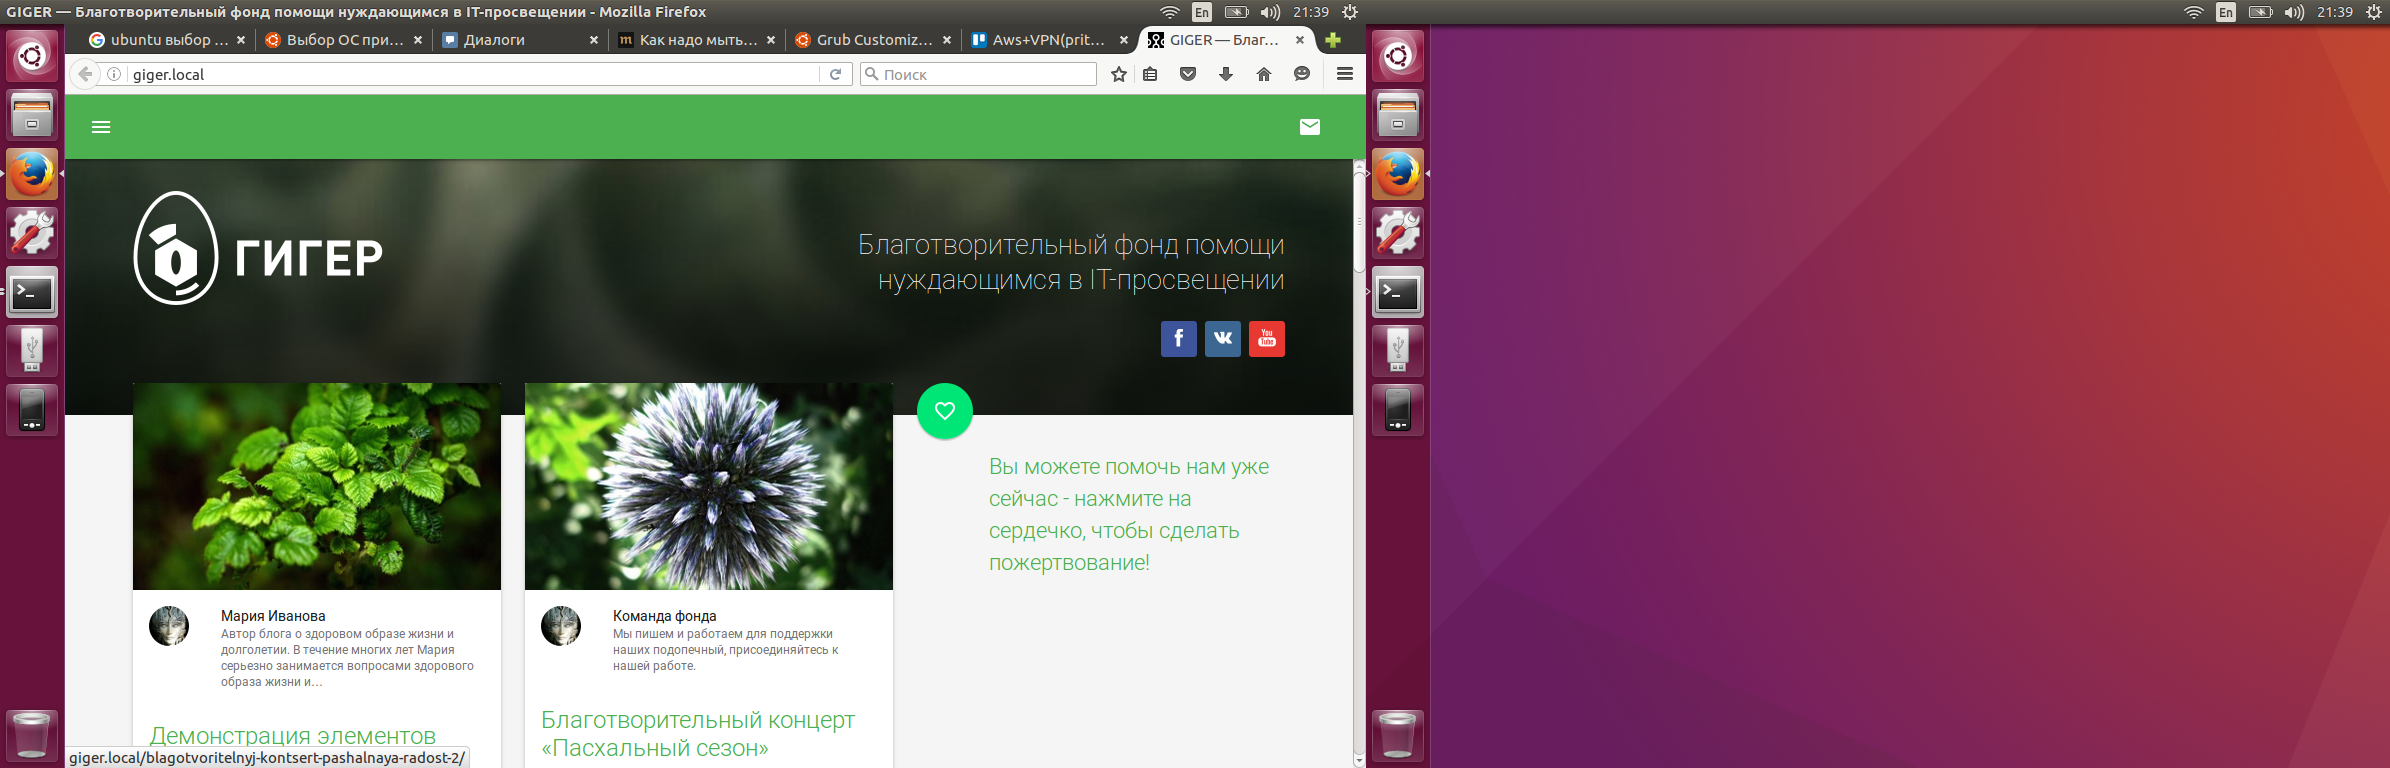 GIGER — Благотворительный фонд помощи нуждающимся в IT-просвещении - Mozilla Firefox
En 21:39
En 21:39
ubuntu выбор ...
Выбор ОС при...
Диалоги
Как надо мыть...
Grub Customiz...
Aws+VPN(prit...
GIGER — Благ...
giger.local
Поиск
ГИГЕР
Благотворительный фонд помощи
нуждающимся в IT-просвещении
You
Tube
Вы можете помочь нам уже
сейчас - нажмите на
сердечко, чтобы сделать
пожертвование!
Мария Иванова
Автор блога о здоровом образе жизни и
долголетии. В течение многих лет Мария
серьезно занимается вопросами здорового
образа жизни и...
Демонстрация элементов
Команда фонда
Мы пишем и работаем для поддержки
наших подопечный, присоединяйтесь к
нашей работе.
Благотворительный концерт
«Пасхальный сезон»
giger.local/blagotvoritelnyj-kontsert-pashalnaya-radost-2/